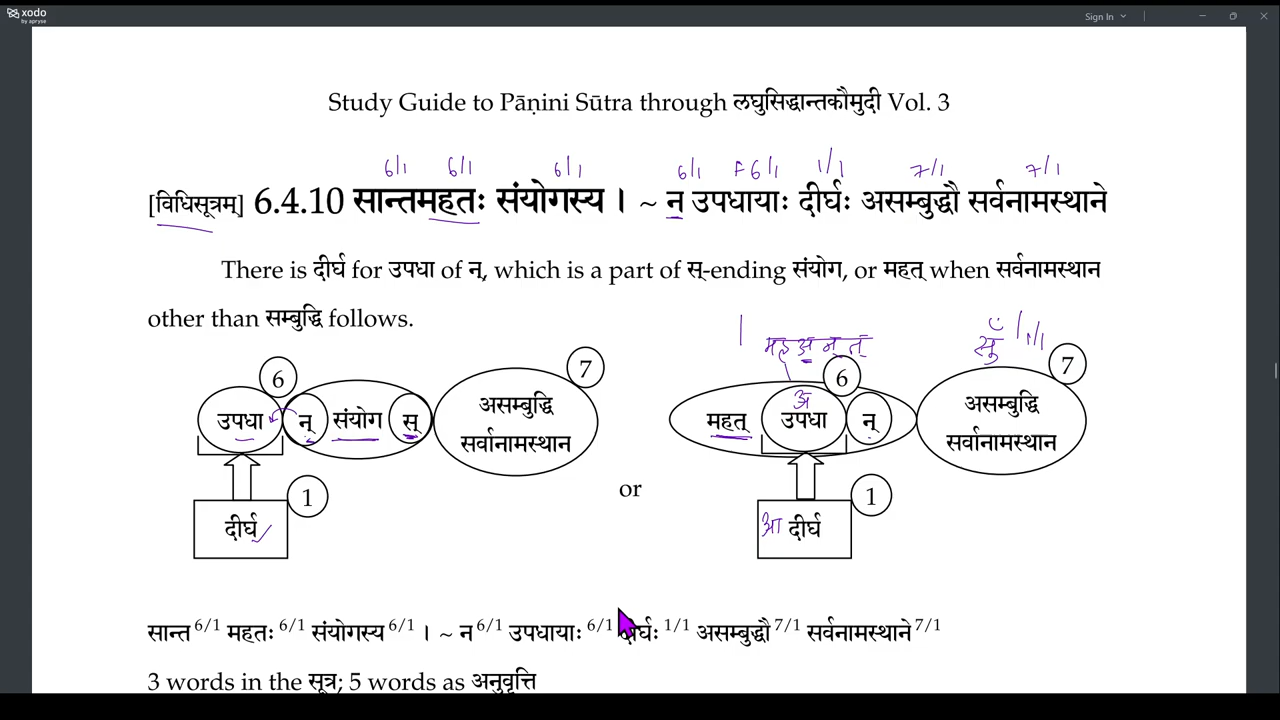 xodo
by apryse
Sign In
Study Guide to Pāṇini Sūtra through लघुसिद्धान्तकौमुदी Vol. 3
6/1 6/1 6/1 6/1 F6/1 1/1 7/1 7/1
[विधिसूत्रम्] 6.4.10 सान्तमहतः संयोगस्य । ~ न उपधायाः दीर्घः असम्बुद्धौ सर्वनामस्थाने
There is दीर्घ for उपधा of न्, which is a part of स्-ending संयोग, or महत् when सर्वनामस्थान
other than सम्बुद्धि follows.
मह् अ न् त् सुँ 1/1
6 7 6 7
उपधा न् संयोग स् असम्बुद्धि सर्वानामस्थान
महत् अ उपधा न् असम्बुद्धि सर्वानामस्थान
or
1 1
दीर्घ आ दीर्घ
सान्त 6/1 महतः 6/1 संयोगस्य 6/1 । ~ न 6/1 उपधायाः 6/1 दीर्घः 1/1 असम्बुद्धौ 7/1 सर्वनामस्थाने 7/1
3 words in the सूत्र; 5 words as अनुवृत्ति